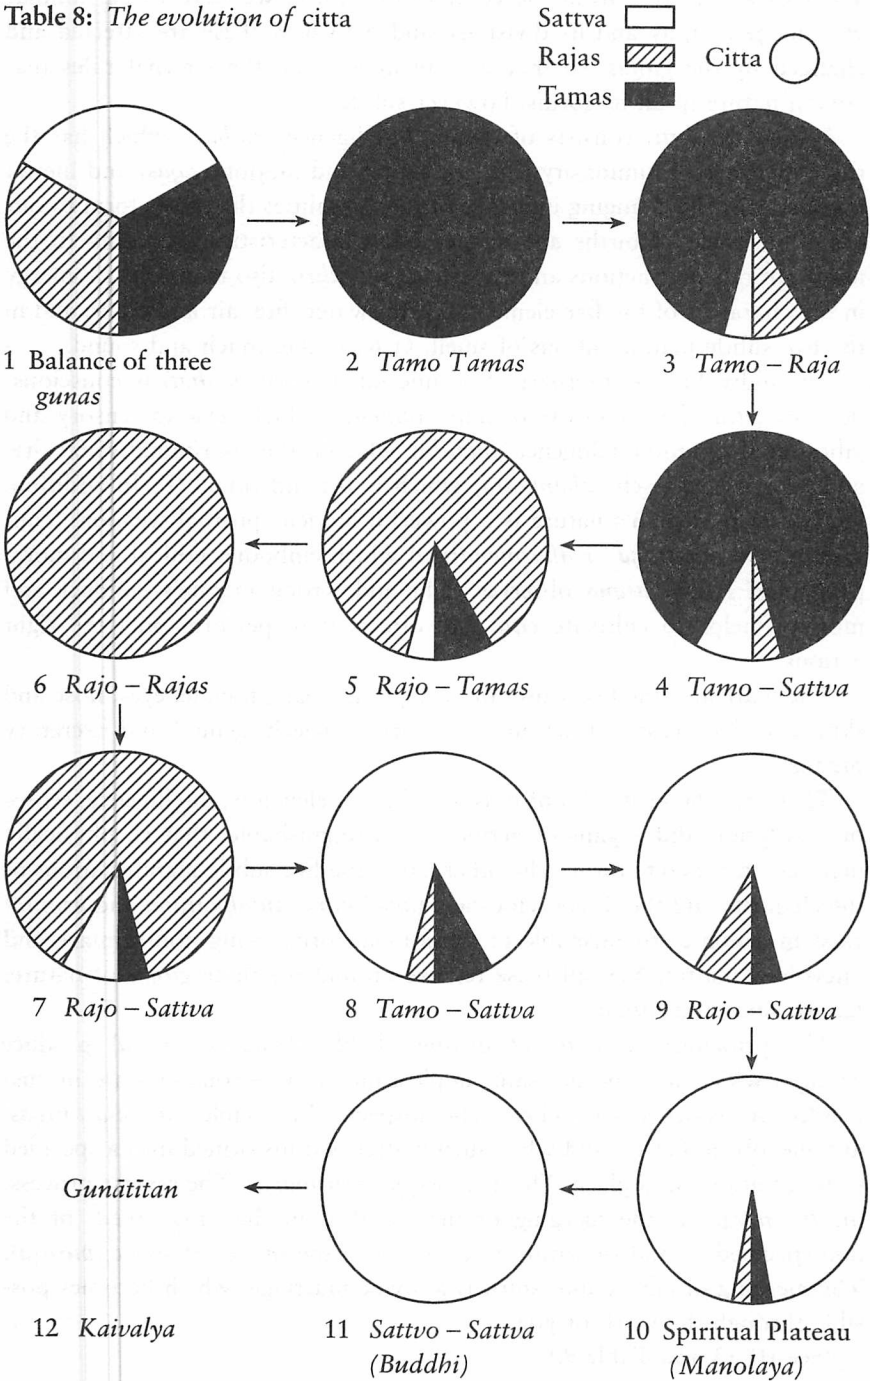 Table 8: The evolution of citta
Sattva
Rajas
Tamas
Citta
1 Balance of three
gunas
2 Tamo Tamas
3 Tamo – Raja
6 Rajo – Rajas
5 Rajo – Tamas
4 Tamo – Sattva
7 Rajo – Sattva
8 Tamo – Sattva
9 Rajo – Sattva
Gunātītan
12 Kaivalya
11 Sattvo – Sattva
(Buddhi)
10 Spiritual Plateau
(Manolaya)